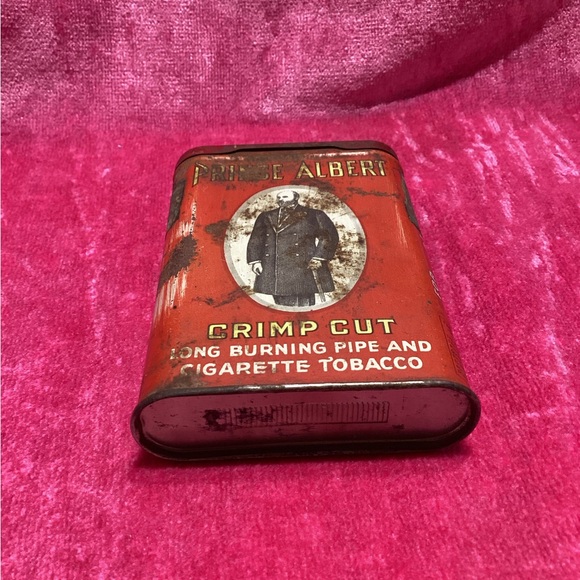 PRINCE ALBERT
CRIMP CUT
LONG BURNING PIPE AND
CIGARETTE TOBACCO